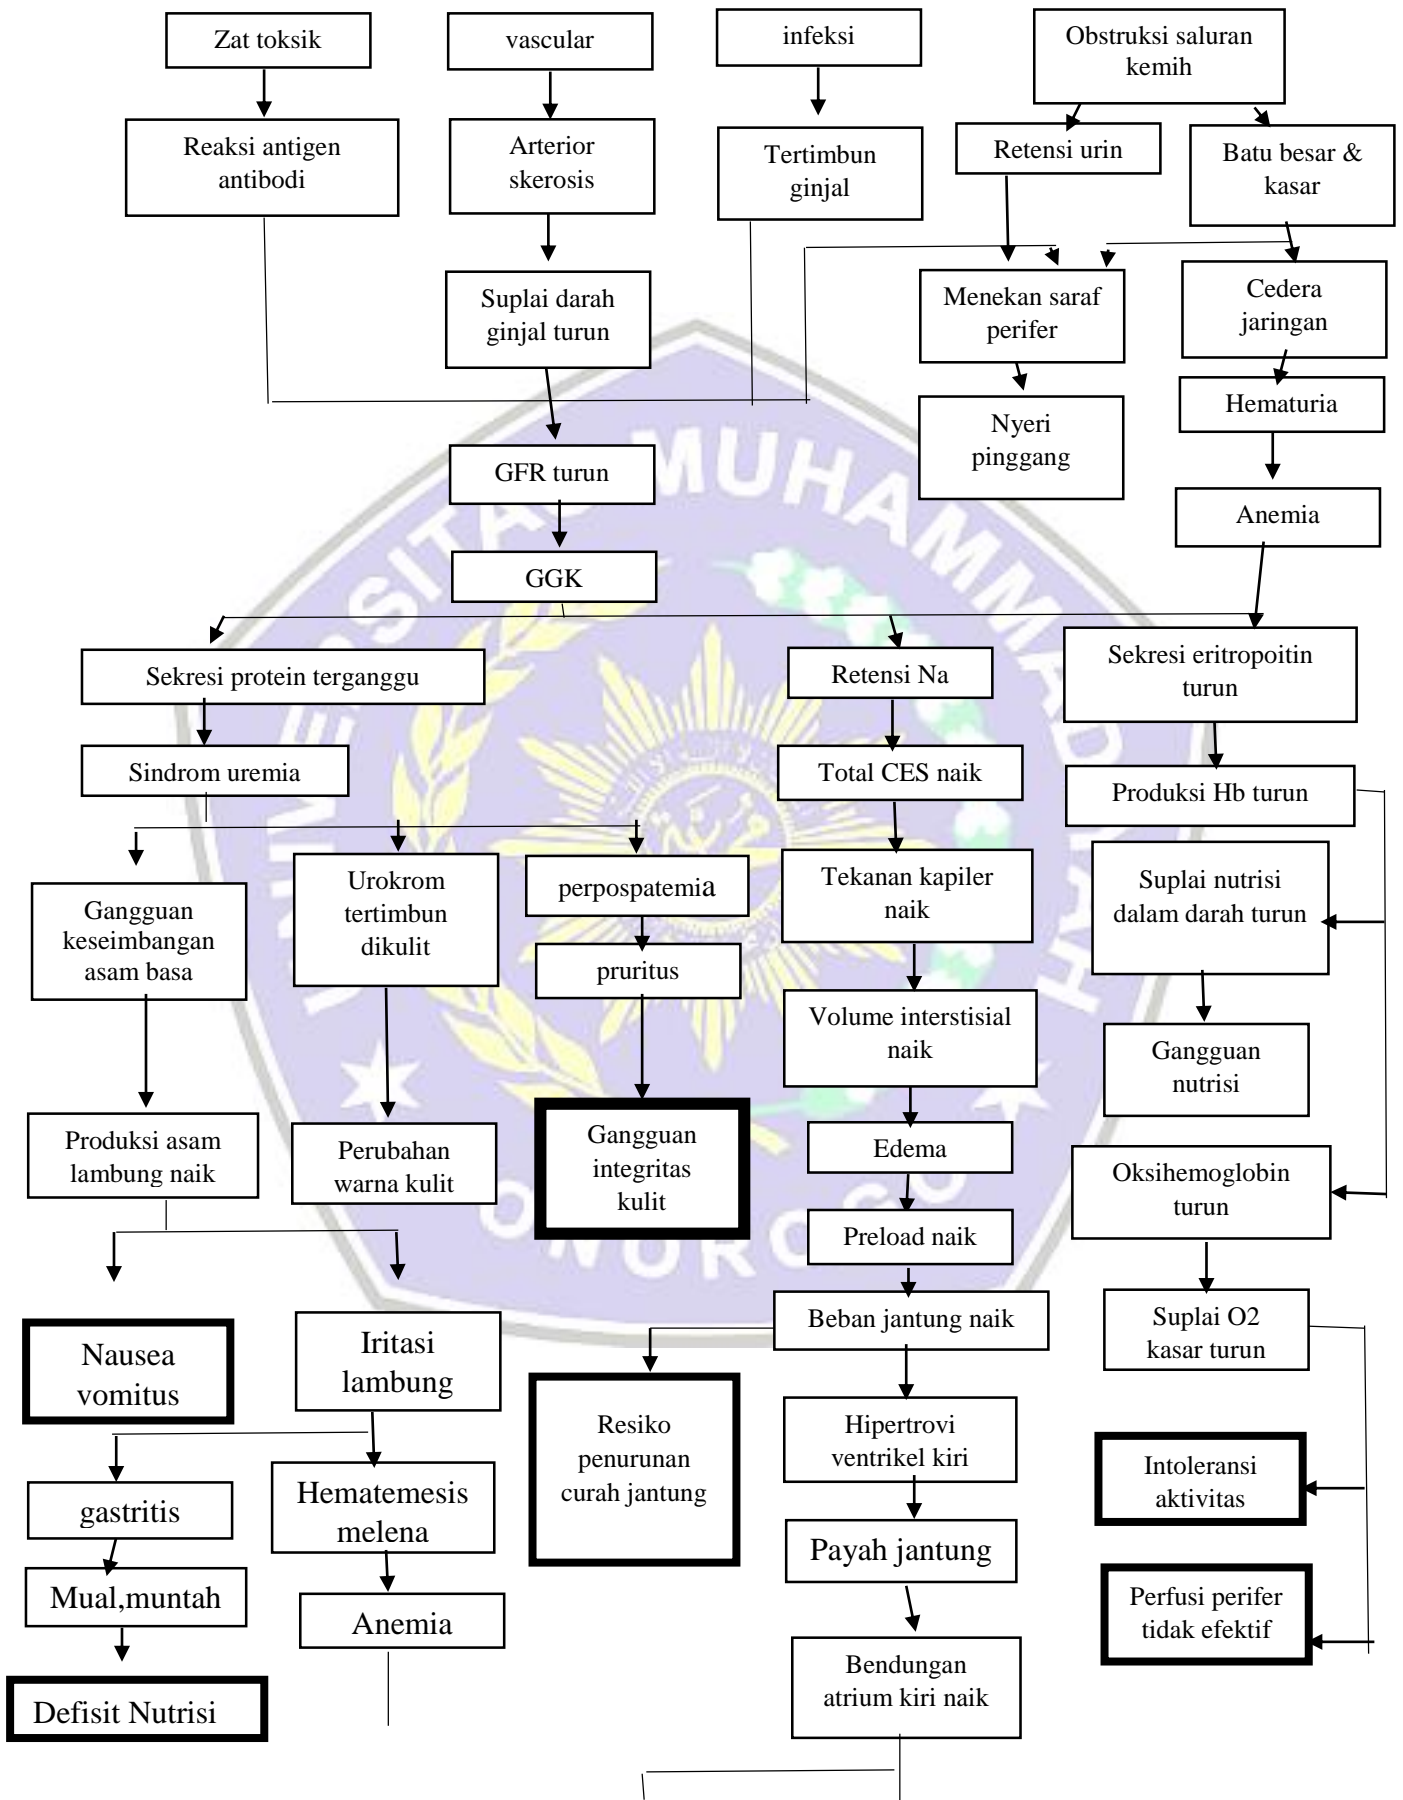 Zat toksik
vascular
infeksi
Obstruksi saluran
kemih
Reaksi antigen
antibodi
Arterior
skerosis
Tertimbun
ginjal
Retensi urin
Batu besar &
kasar
Suplai darah
ginjal turun
Menekan saraf
perifer
Cedera
jaringan
Hematuria
Nyeri
pinggang
GFR turun
Anemia
GGK
Sekresi protein terganggu
Retensi Na
Sekresi eritropoitin
turun
Sindrom uremia
Total CES naik
Produksi Hb turun
Gangguan
keseimbangan
asam basa
Urokrom
tertimbun
dikulit
perpospatemia
Tekanan kapiler
naik
Suplai nutrisi
dalam darah turun
pruritus
Volume interstisial
naik
Gangguan
nutrisi
Produksi asam
lambung naik
Perubahan
warna kulit
Gangguan
integritas
kulit
Edema
Oksihemoglobin
turun
Preload naik
Nausea
vomitus
Iritasi
lambung
Beban jantung naik
Suplai O2
kasar turun
Resiko
penurunan
curah jantung
Hipertrovi
ventrikel kiri
Intoleransi
aktivitas
gastritis
Hematemesis
melena
Payah jantung
Mual,muntah
Anemia
Perfusi perifer
tidak efektif
Bendungan
atrium kiri naik
Defisit Nutrisi
UNIVERSITAS MUHAMMADIYAH
PONOROGO